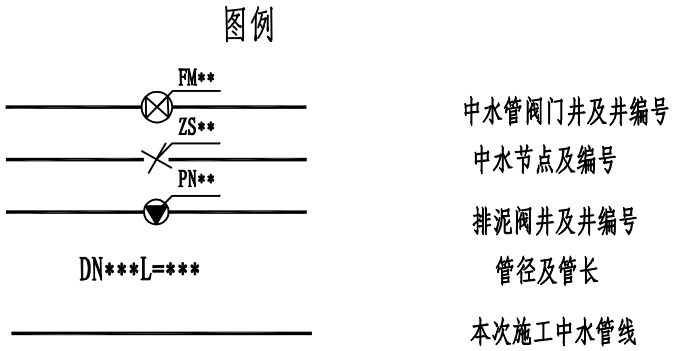 图例
FM**
中水管阀门井及井编号
ZS**
中水节点及编号
PN**
排泥阀井及井编号
DN***L=***
管径及管长
本次施工中水管线